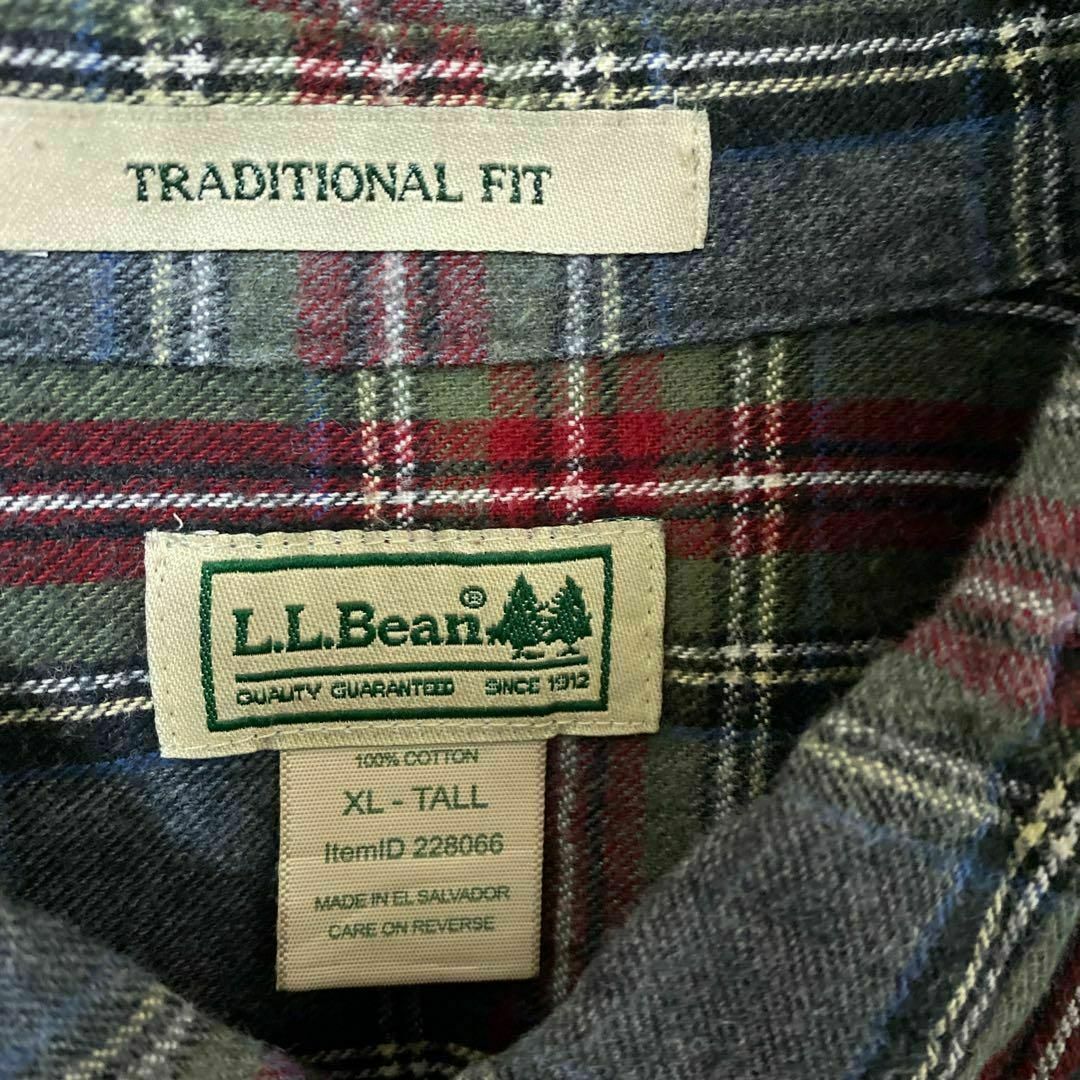 TRADITIONAL FIT
L.L.Bean®
QUALITY GUARANTEED SINCE 1912
100% COTTON
XL - TALL
ItemID 228066
MADE IN EL SALVADOR
CARE ON REVERSE